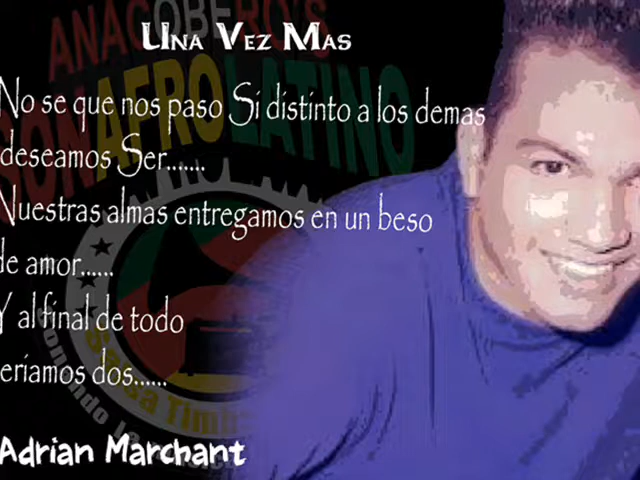 Una Vez Mas
ANACOBERO'S
SONAFROLATINO
No se que nos paso Si distinto a los demas
deseamos Ser.......
Nuestras almas entregamos en un beso
de amor......
Y al final de todo
eriamos dos......
Adrian Marchant